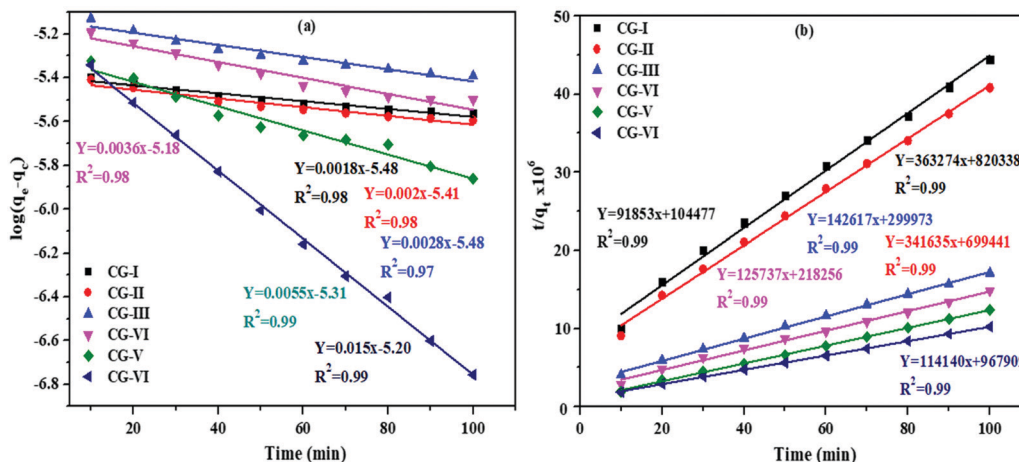 (a)
-5.2
-5.4
-5.6
-5.8
-6.0
-6.2
-6.4
-6.6
-6.8
log(qe-qc)
Y=0.0036x-5.18
R²=0.98
Y=0.0018x-5.48
R²=0.98
Y=0.002x-5.41
R²=0.98
Y=0.0028x-5.48
R²=0.97
Y=0.0055x-5.31
R²=0.99
Y=0.015x-5.20
R²=0.99
CG-I
CG-II
CG-III
CG-VI
CG-V
CG-VI
20 40 60 80 100
Time (min)
(b)
50
40
30
20
10
0
t/qt x10⁶
CG-I
CG-II
CG-III
CG-VI
CG-V
CG-VI
Y=363274+820338
R²=0.99
Y=91853+104477
R²=0.99
Y=142617x+299973
R²=0.99
Y=341635x+699441
R²=0.99
Y=125737x+218256
R²=0.99
Y=114140x+96790
R²=0.99
0 20 40 60 80 100
Time (min)